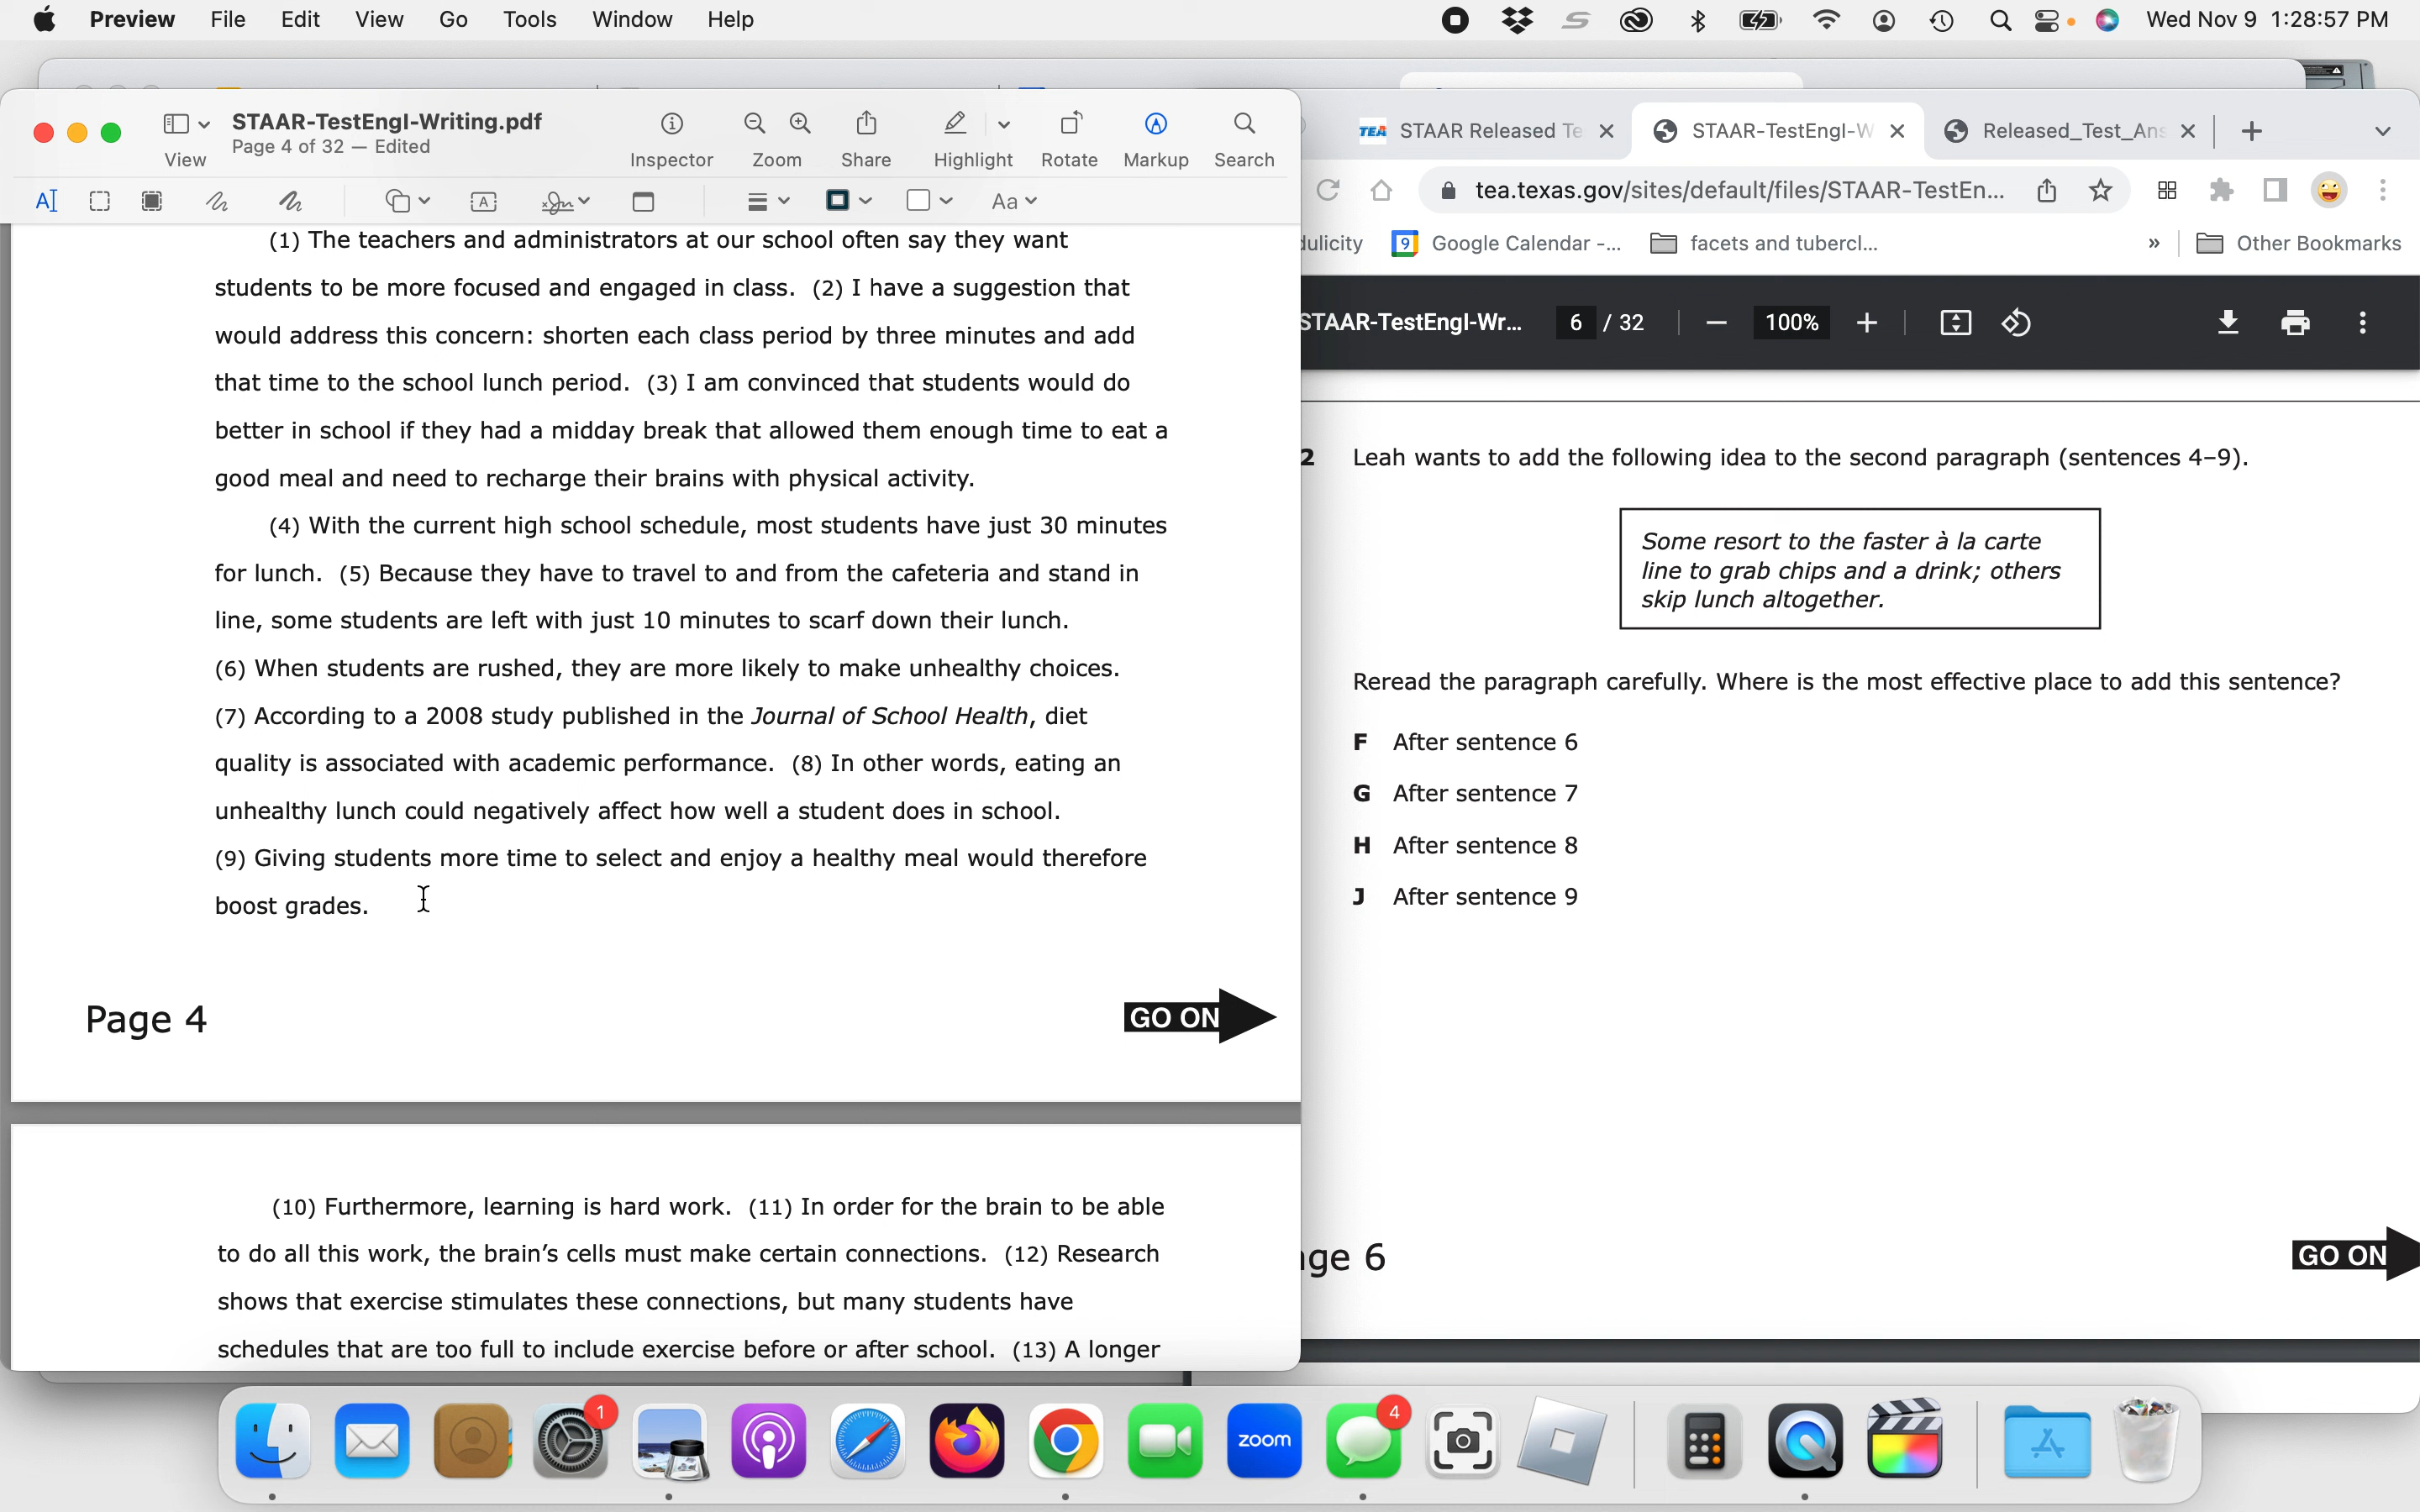 Preview File Edit View Go Tools Window Help Wed Nov 9 1:28:57 PM
STAAR-TestEngI-Writing.pdf
Page 4 of 32 — Edited
View Inspector Zoom Share Highlight Rotate Markup Search
Aa
(1) The teachers and administrators at our school often say they want
students to be more focused and engaged in class. (2) I have a suggestion that
would address this concern: shorten each class period by three minutes and add
that time to the school lunch period. (3) I am convinced that students would do
better in school if they had a midday break that allowed them enough time to eat a
good meal and need to recharge their brains with physical activity.
(4) With the current high school schedule, most students have just 30 minutes
for lunch. (5) Because they have to travel to and from the cafeteria and stand in
line, some students are left with just 10 minutes to scarf down their lunch.
(6) When students are rushed, they are more likely to make unhealthy choices.
(7) According to a 2008 study published in the Journal of School Health, diet
quality is associated with academic performance. (8) In other words, eating an
unhealthy lunch could negatively affect how well a student does in school.
(9) Giving students more time to select and enjoy a healthy meal would therefore
boost grades.
Page 4
GO ON
(10) Furthermore, learning is hard work. (11) In order for the brain to be able
to do all this work, the brain's cells must make certain connections. (12) Research
shows that exercise stimulates these connections, but many students have
schedules that are too full to include exercise before or after school. (13) A longer
TEA STAAR Released Te STAAR-TestEngI-W Released_Test_Ans
tea.texas.gov/sites/default/files/STAAR-TestEn...
dulicity 9 Google Calendar -... facets and tubercl... » Other Bookmarks
STAAR-TestEngI-Wr... 6 / 32 100%
2 Leah wants to add the following idea to the second paragraph (sentences 4–9).
Some resort to the faster à la carte
line to grab chips and a drink; others
skip lunch altogether.
Reread the paragraph carefully. Where is the most effective place to add this sentence?
F After sentence 6
G After sentence 7
H After sentence 8
J After sentence 9
age 6
GO ON
1
zoom
4